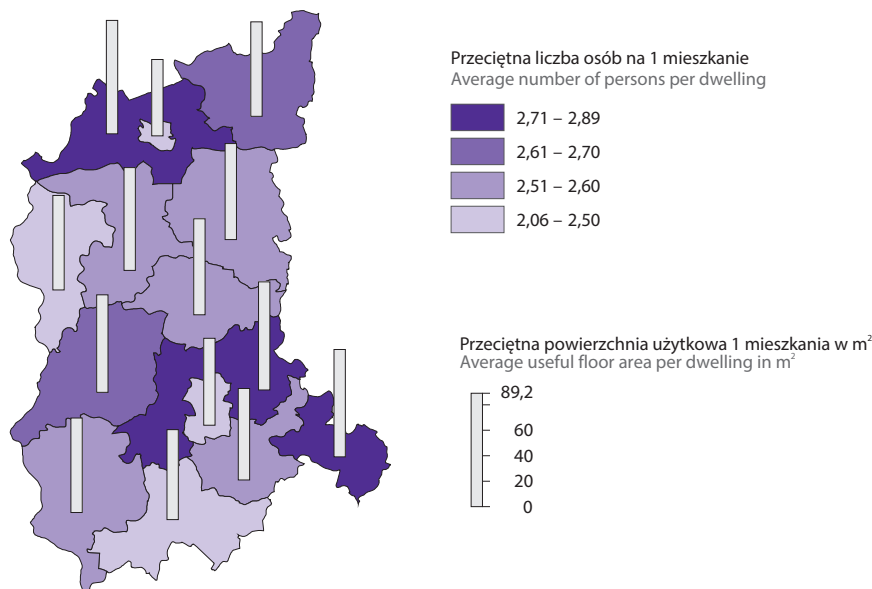 Przeciętna liczba osób na 1 mieszkanie
Average number of persons per dwelling
2,71 – 2,89
2,61 – 2,70
2,51 – 2,60
2,06 – 2,50
Przeciętna powierzchnia użytkowa 1 mieszkania w m²
Average useful floor area per dwelling in m²
89,2
60
40
20
0